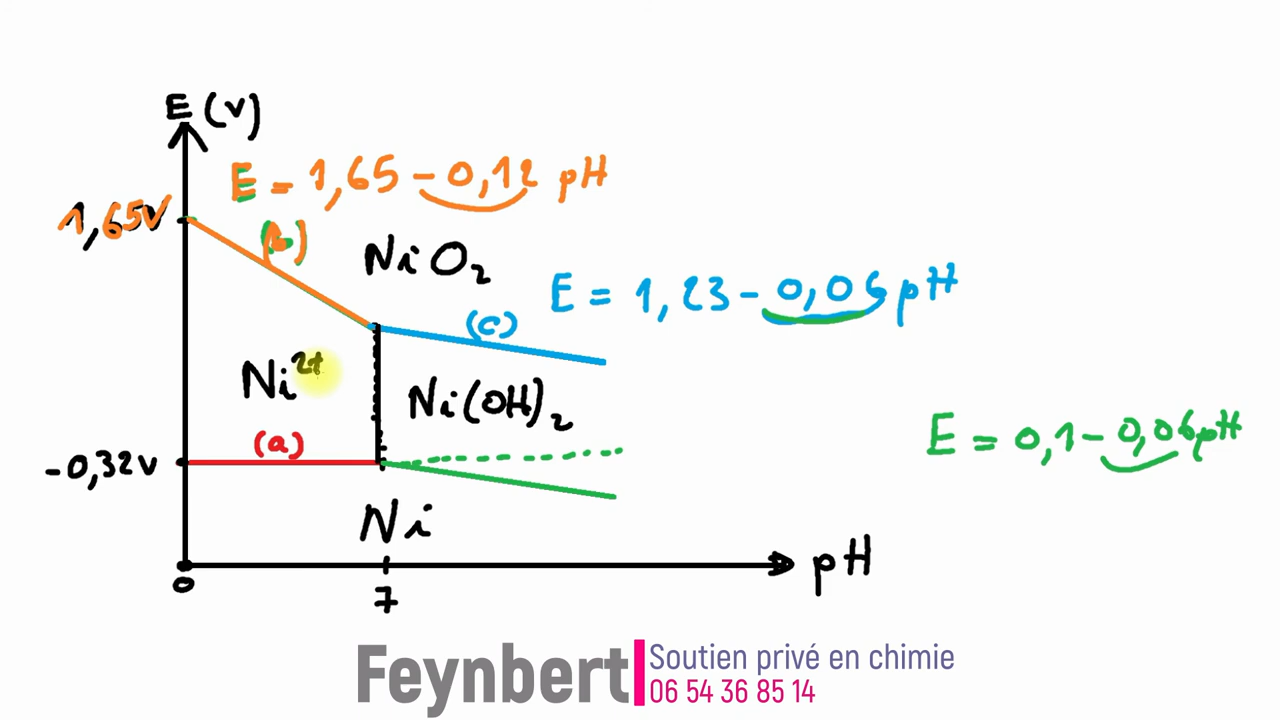 E (V)
E = 1,65 - 0,12 pH
1,65V
(b)
NiO2
E = 1,23 - 0,06 pH
(c)
Ni2+
Ni(OH)2
E = 0,1 - 0,06 pH
(a)
-0,32V
Ni
pH
0
7
Feynbert
Soutien privé en chimie
06 54 36 85 14